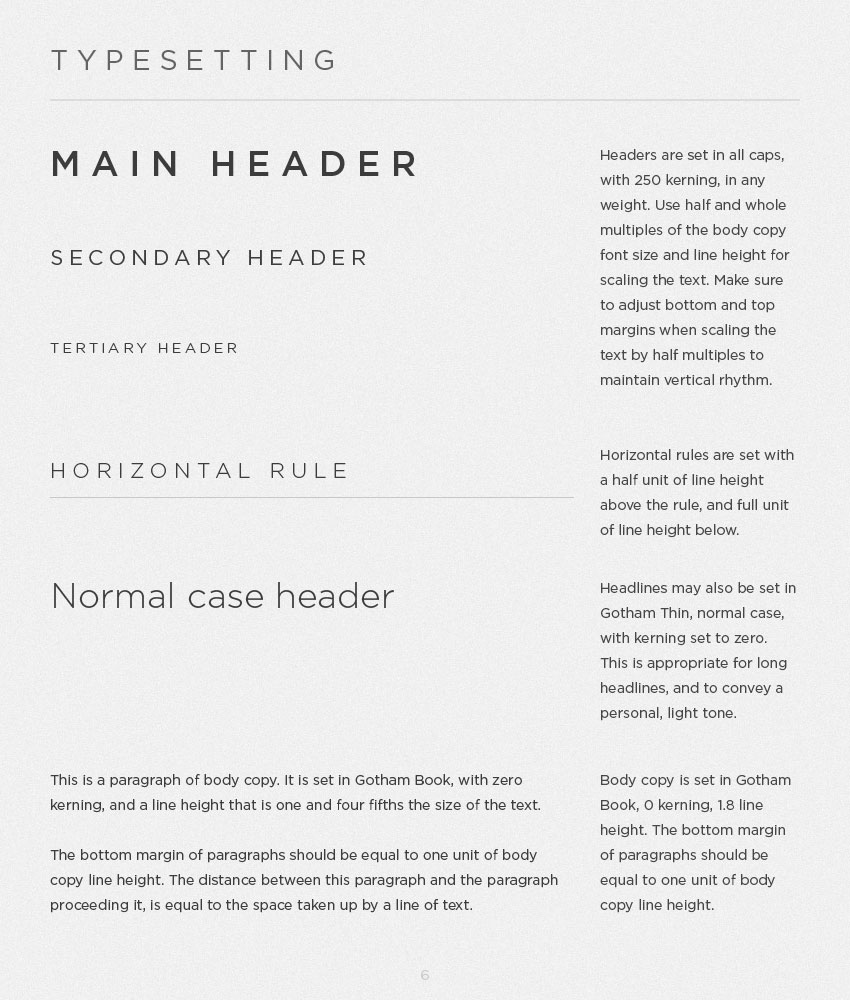 TYPESETTING
MAIN HEADER
SECONDARY HEADER
TERTIARY HEADER
Headers are set in all caps,
with 250 kerning, in any
weight. Use half and whole
multiples of the body copy
font size and line height for
scaling the text. Make sure
to adjust bottom and top
margins when scaling the
text by half multiples to
maintain vertical rhythm.
HORIZONTAL RULE
Horizontal rules are set with
a half unit of line height
above the rule, and full unit
of line height below.
Normal case header
Headlines may also be set in
Gotham Thin, normal case,
with kerning set to zero.
This is appropriate for long
headlines, and to convey a
personal, light tone.
This is a paragraph of body copy. It is set in Gotham Book, with zero
kerning, and a line height that is one and four fifths the size of the text.
The bottom margin of paragraphs should be equal to one unit of body
copy line height. The distance between this paragraph and the paragraph
proceeding it, is equal to the space taken up by a line of text.
Body copy is set in Gotham
Book, 0 kerning, 1.8 line
height. The bottom margin
of paragraphs should be
equal to one unit of body
copy line height.
6